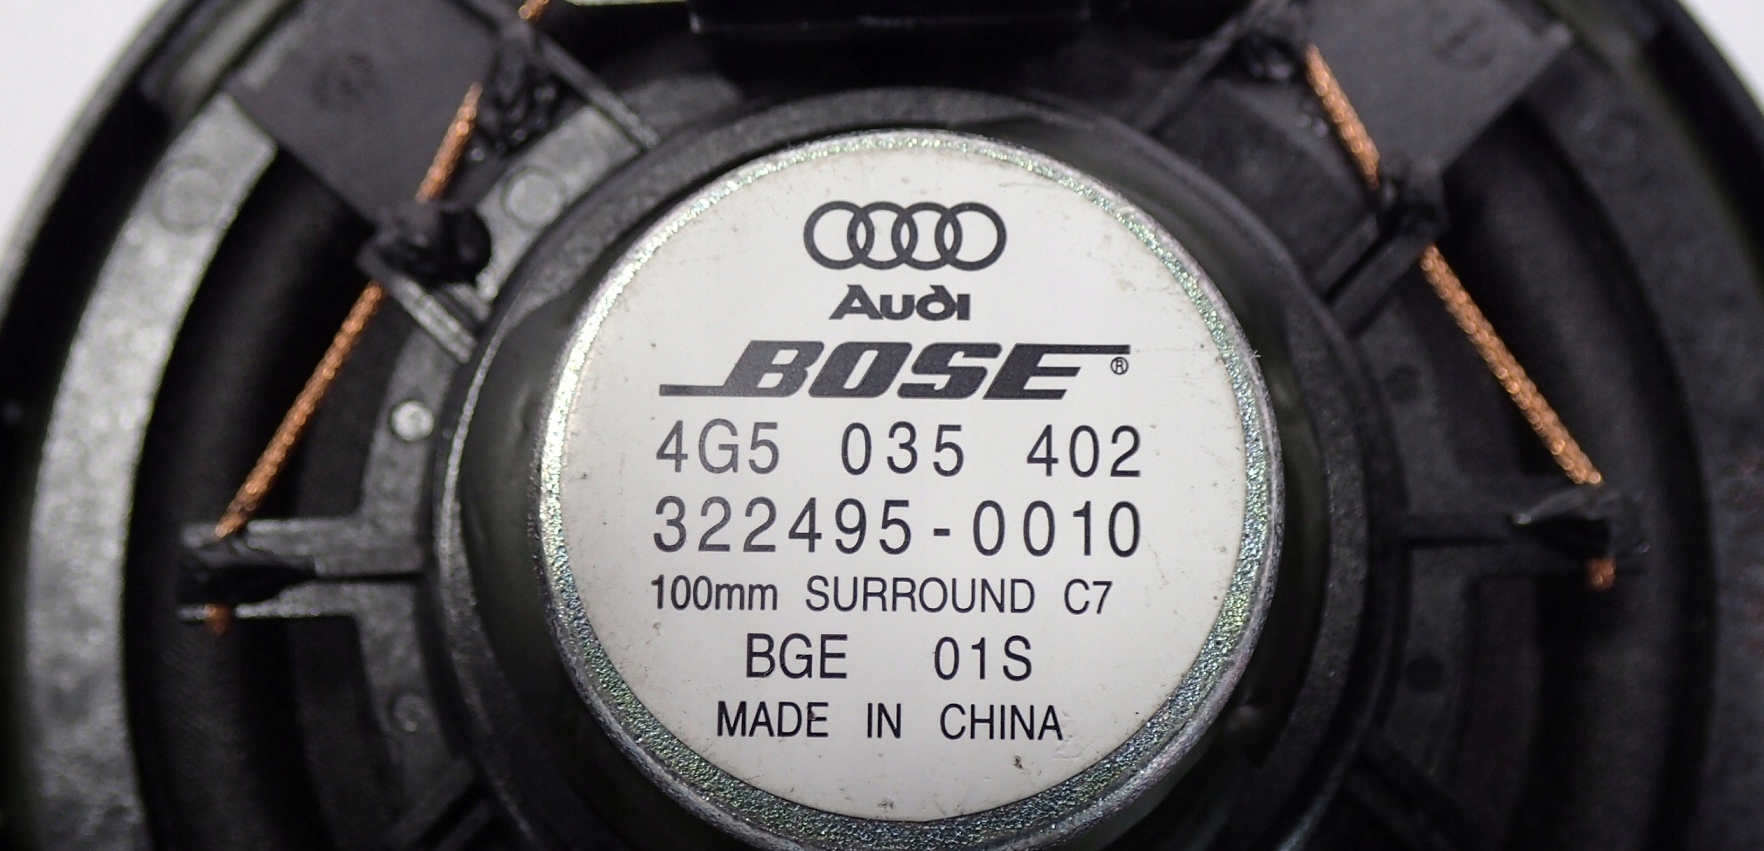 Audi
BOSE®
4G5 035 402
322495-0010
100mm SURROUND C7
BGE 01S
MADE IN CHINA